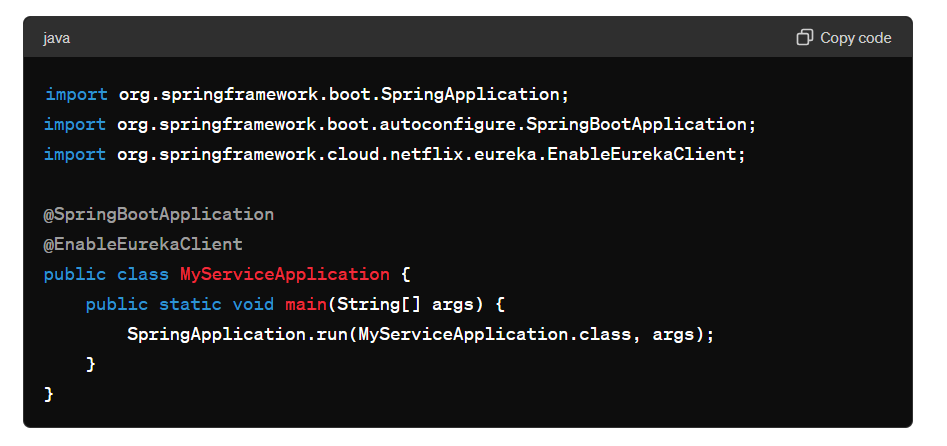 java
Copy code
import org.springframework.boot.SpringApplication;
import org.springframework.boot.autoconfigure.SpringBootApplication;
import org.springframework.cloud.netflix.eureka.EnableEurekaClient;

@SpringBootApplication
@EnableEurekaClient
public class MyServiceApplication {
    public static void main(String[] args) {
        SpringApplication.run(MyServiceApplication.class, args);
    }
}